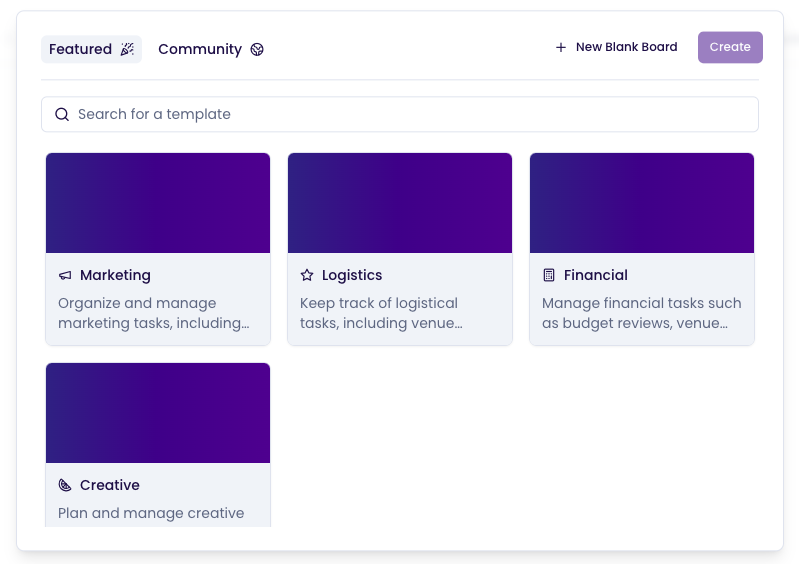 Featured
Community
New Blank Board
Create
Search for a template
Marketing
Organize and manage
marketing tasks, including...
Logistics
Keep track of logistical
tasks, including venue...
Financial
Manage financial tasks such
as budget reviews, venue...
Creative
Plan and manage creative